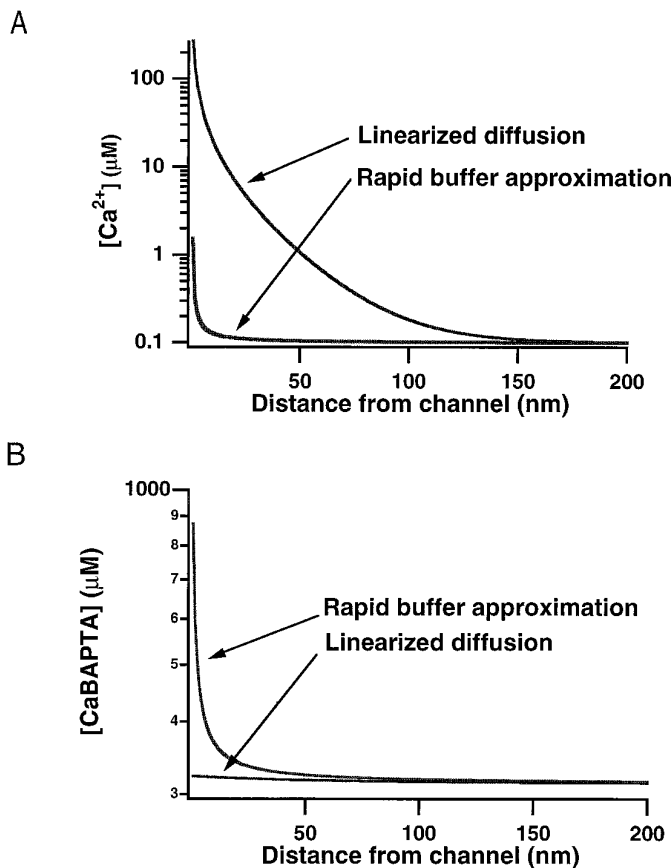 A
[Ca2+] (μM)
100
10
1
0.1
Linearized diffusion
Rapid buffer approximation
50
100
150
200
Distance from channel (nm)
B
[CaBAPTA] (μM)
1000
9
8
7
6
5
4
3
Rapid buffer approximation
Linearized diffusion
50
100
150
200
Distance from channel (nm)